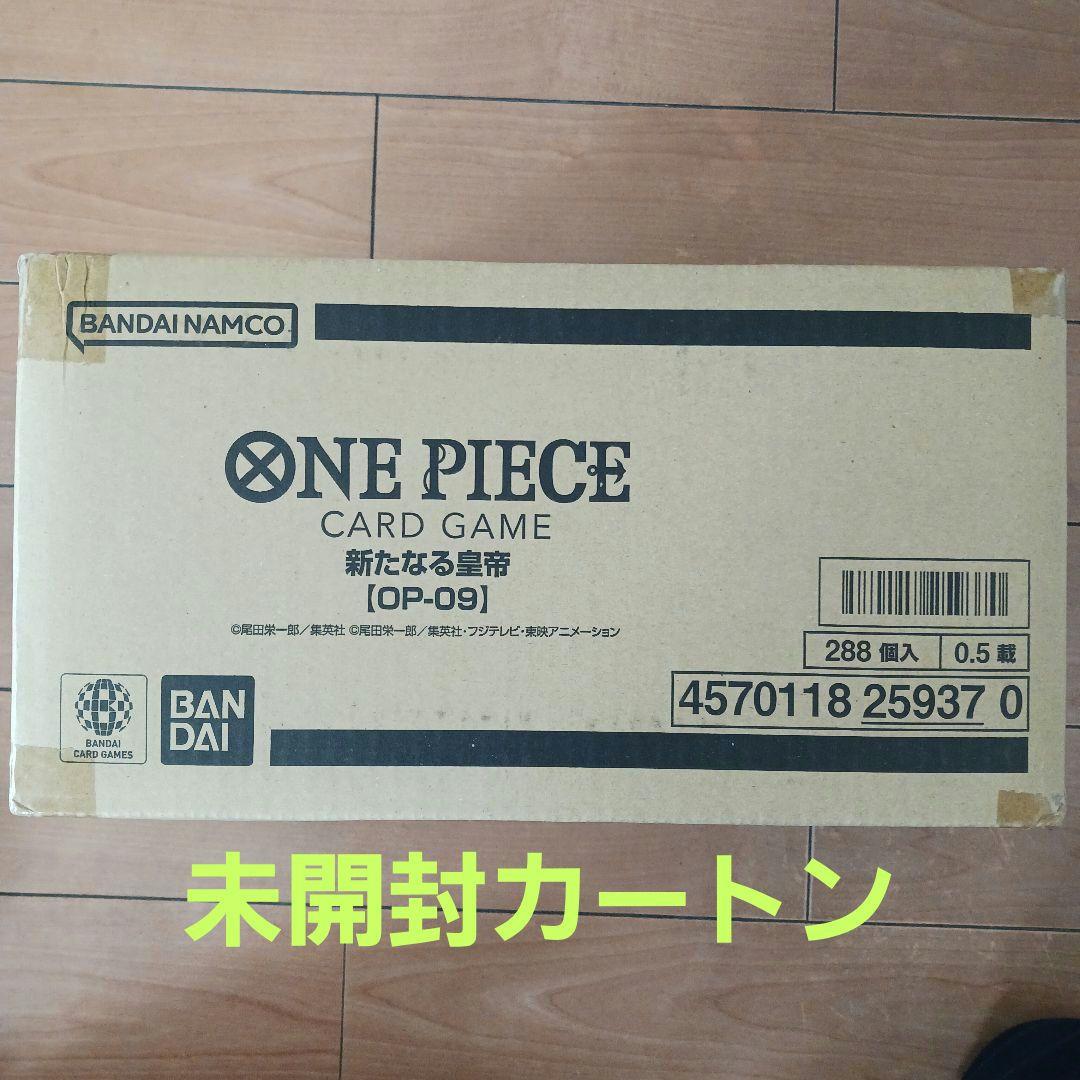 BANDAI NAMCO
ONE PIECE
CARD GAME
新たなる皇帝
【OP-09】
©尾田栄一郎／集英社 ©尾田栄一郎／集英社・フジテレビ・東映アニメーション
288 個入 0.5 載
4570118 25937 0
B
BANDAI
CARD GAMES
BAN
DAI
未開封カートン